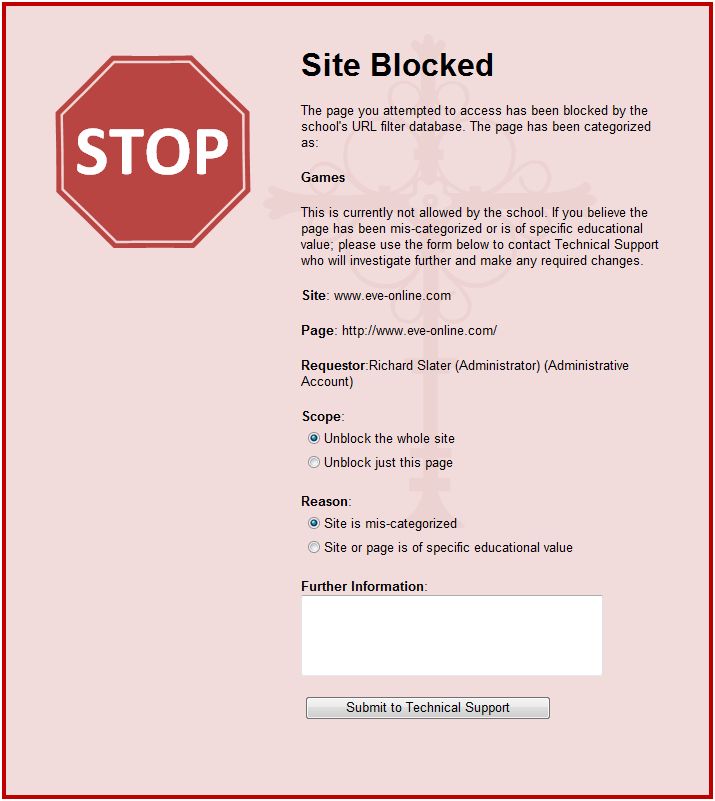 STOP
Site Blocked
The page you attempted to access has been blocked by the
school's URL filter database. The page has been categorized
as:
Games
This is currently not allowed by the school. If you believe the
page has been mis-categorized or is of specific educational
value; please use the form below to contact Technical Support
who will investigate further and make any required changes.
Site: www.eve-online.com
Page: http://www.eve-online.com/
Requestor:Richard Slater (Administrator) (Administrative
Account)
Scope:
Unblock the whole site
Unblock just this page
Reason:
Site is mis-categorized
Site or page is of specific educational value
Further Information:
Submit to Technical Support